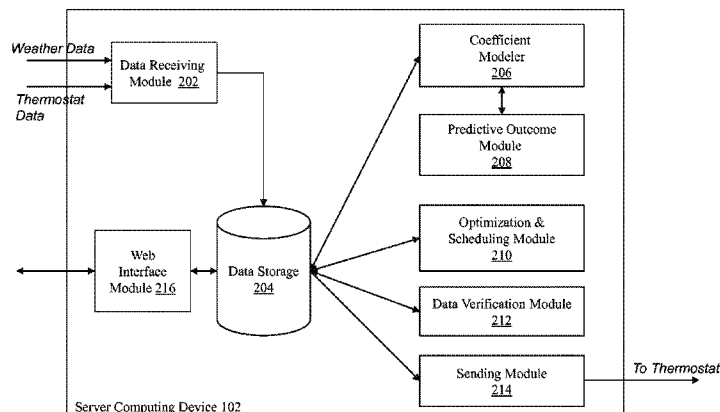 Weather Data
Thermostat
Data
Data Receiving
Module 202
Coefficient
Modeler
206
Predictive Outcome
Module
208
Web
Interface
Module 216
Data Storage
204
Optimization &
Scheduling Module
210
Data Verification Module
212
Sending Module
214
To Thermostat
Server Computing Device 102